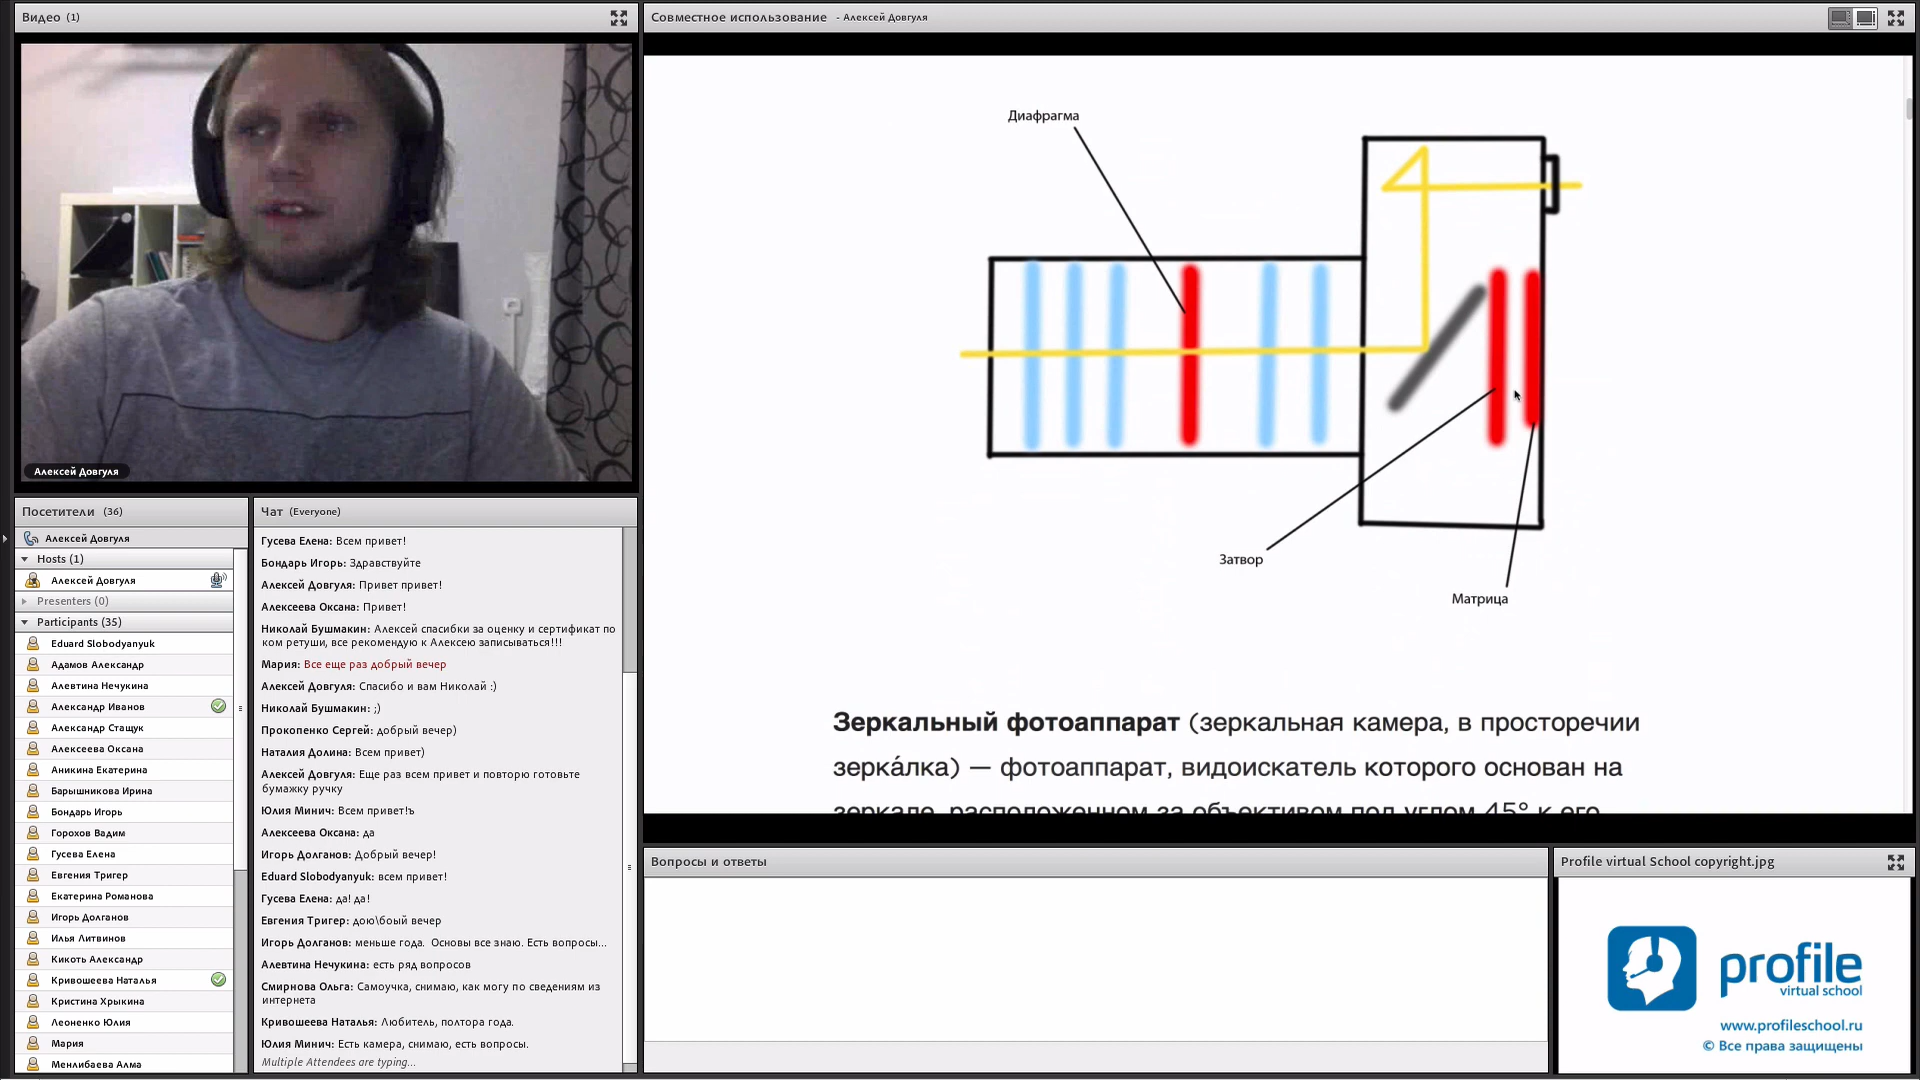 Видео (1)
Алексей Довгуля
Посетители (36)
Алексей Довгуля
Hosts (1)
Алексей Довгуля
Presenters (0)
Participants (35)
Eduard Slobodyanyuk
Адамов Александр
Алевтина Нечукина
Александр Иванов
Александр Стащук
Алексеева Оксана
Аникина Екатерина
Барышникова Ирина
Бондарь Игорь
Горохов Вадим
Гусева Елена
Евгения Тригер
Екатерина Романова
Игорь Долганов
Илья Литвинов
Кикоть Александр
Кривошеева Наталья
Кристина Хрыкина
Леоненко Юлия
Мария
Менлибаева Алма
Чат (Everyone)
Гусева Елена: Всем привет!
Бондарь Игорь: Здравствуйте
Алексей Довгуля: Привет привет!
Алексеева Оксана: Привет!
Николай Бушмакин: Алексей спасибки за оценку и сертификат по
ком ретуши, все рекомендую к Алексею записываться!!!
Мария: Все еще раз добрый вечер
Алексей Довгуля: Спасибо и вам Николай :)
Николай Бушмакин: ;)
Прокопенко Сергей: добрый вечер)
Наталия Долина: Всем привет)
Алексей Довгуля: Еще раз всем привет и повторю готовьте
бумажку ручку
Юлия Минич: Всем привет!ъ
Алексеева Оксана: да
Игорь Долганов: Добрый вечер!
Eduard Slobodyanyuk: всем привет!
Гусева Елена: да! да!
Евгения Тригер: дою\боый вечер
Игорь Долганов: меньше года. Основы все знаю. Есть вопросы...
Алевтина Нечукина: есть ряд вопросов
Смирнова Ольга: Самоучка, снимаю, как могу по сведениям из
интернета
Кривошеева Наталья: Любитель, полтора года.
Юлия Минич: Есть камера, снимаю, есть вопросы.
Multiple Attendees are typing...
Совместное использование - Алексей Довгуля
Диафрагма
Затвор
Матрица
Зеркальный фотоаппарат (зеркальная камера, в просторечии
зерка́лка) — фотоаппарат, видоискатель которого основан на
зеркале, расположенном за объективом под углом 45° к его
Вопросы и ответы
Profile virtual School copyright.jpg
profile
virtual school
www.profileschool.ru
© Все права защищены